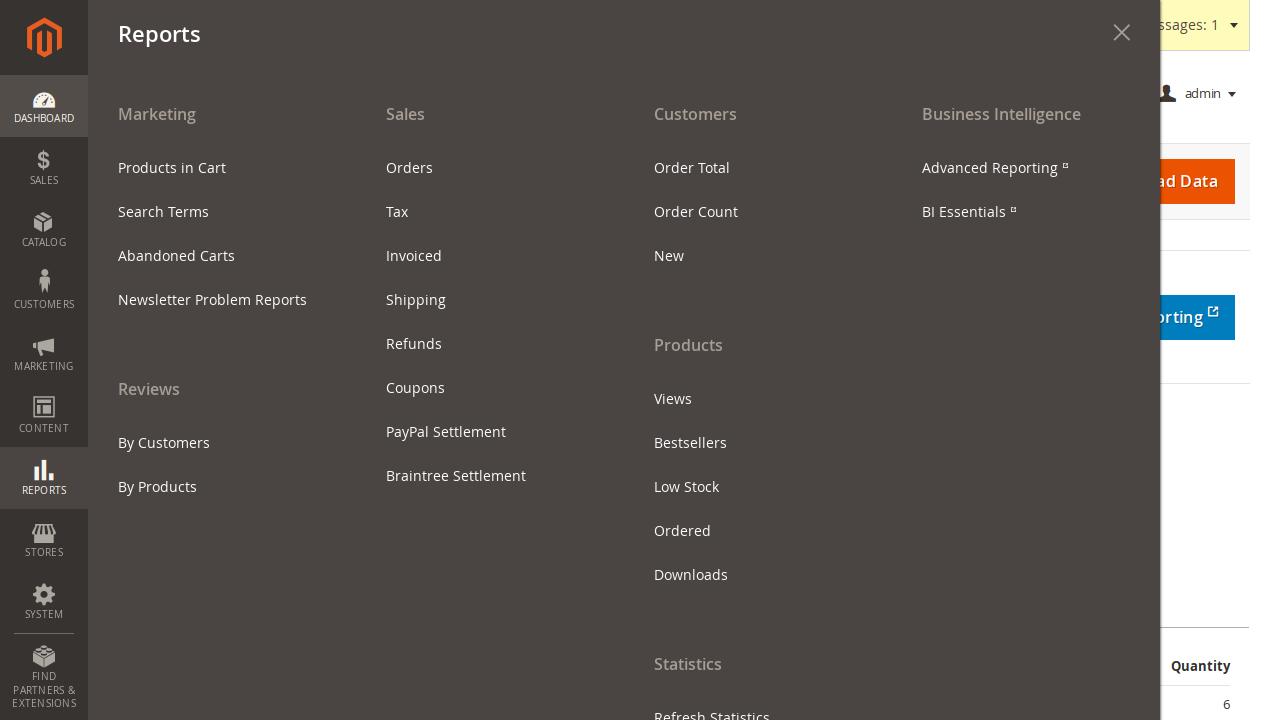 DASHBOARD
SALES
CATALOG
CUSTOMERS
MARKETING
CONTENT
REPORTS
STORES
SYSTEM
FIND
PARTNERS &
EXTENSIONS
Reports
Marketing
Products in Cart
Search Terms
Abandoned Carts
Newsletter Problem Reports
Reviews
By Customers
By Products
Sales
Orders
Tax
Invoiced
Shipping
Refunds
Coupons
PayPal Settlement
Braintree Settlement
Customers
Order Total
Order Count
New
Products
Views
Bestsellers
Low Stock
Ordered
Downloads
Statistics
Refresh Statistics
Business Intelligence
Advanced Reporting
BI Essentials
ssages: 1
admin
ad Data
orting
Quantity
6